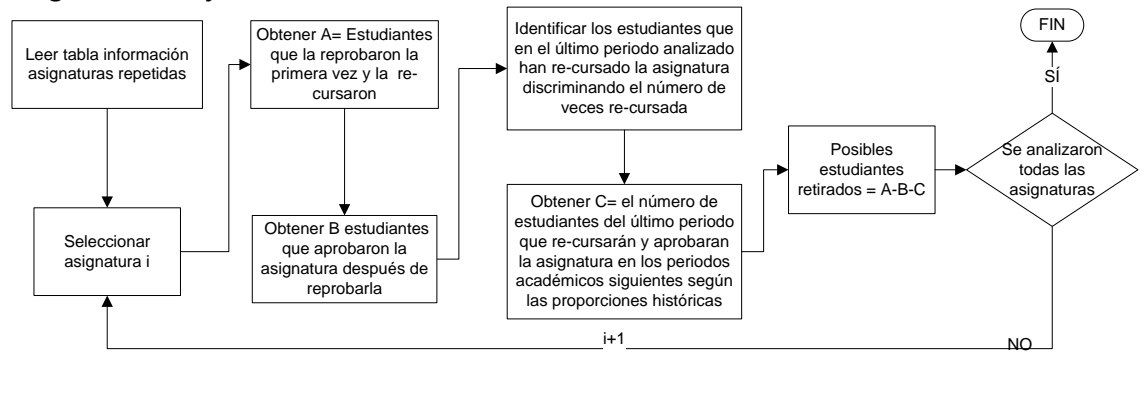 Leer tabla información
asignaturas repetidas
Seleccionar
asignatura i
Obtener A= Estudiantes
que la reprobaron la
primera vez y la re-
cursaron
Obtener B estudiantes
que aprobaron la
asignatura después de
reprobarla
Identificar los estudiantes que
en el último periodo analizado
han re-cursado la asignatura
discriminando el número de
veces re-cursada
Obtener C= el número de
estudiantes del último periodo
que re-cursarán y aprobaran
la asignatura en los periodos
académicos siguientes según
las proporciones históricas
Posibles
estudiantes
retirados = A-B-C
Se analizaron
todas las
asignaturas
SÍ
FIN
NO
i+1